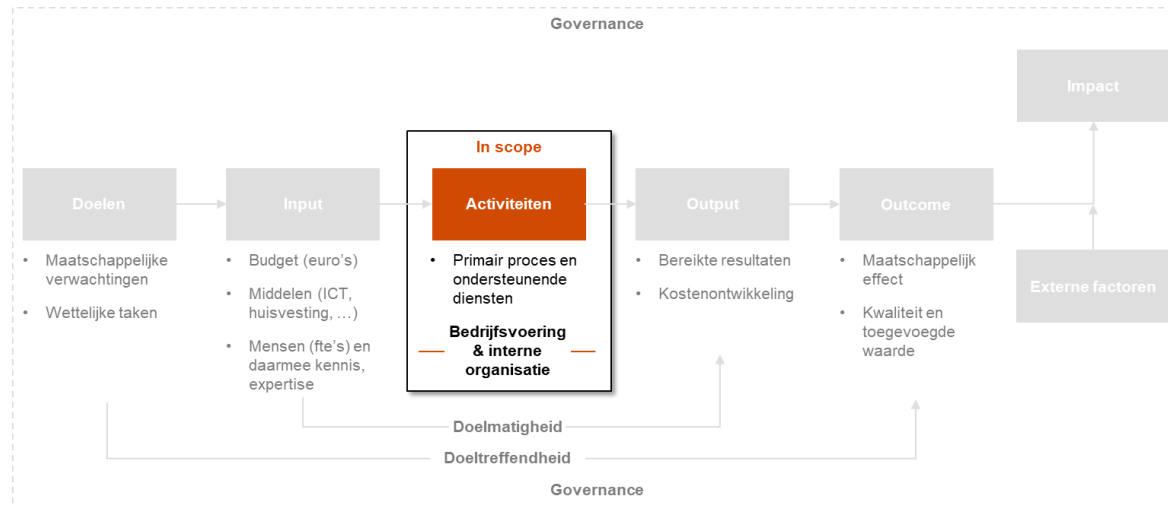 Governance
Impact
In scope
Doelen
Input
Activiteiten
Output
Outcome
• Maatschappelijke
verwachtingen
• Wettelijke taken
• Budget (euro's)
• Middelen (ICT,
huisvesting, …)
• Mensen (fte's) en
daarmee kennis,
expertise
• Primair proces en
ondersteunende
diensten
Bedrijfsvoering
& interne
organisatie
• Bereikte resultaten
• Kostenontwikkeling
• Maatschappelijk
effect
• Kwaliteit en
toegevoegde
waarde
Externe factoren
Doelmatigheid
Doeltreffendheid
Governance